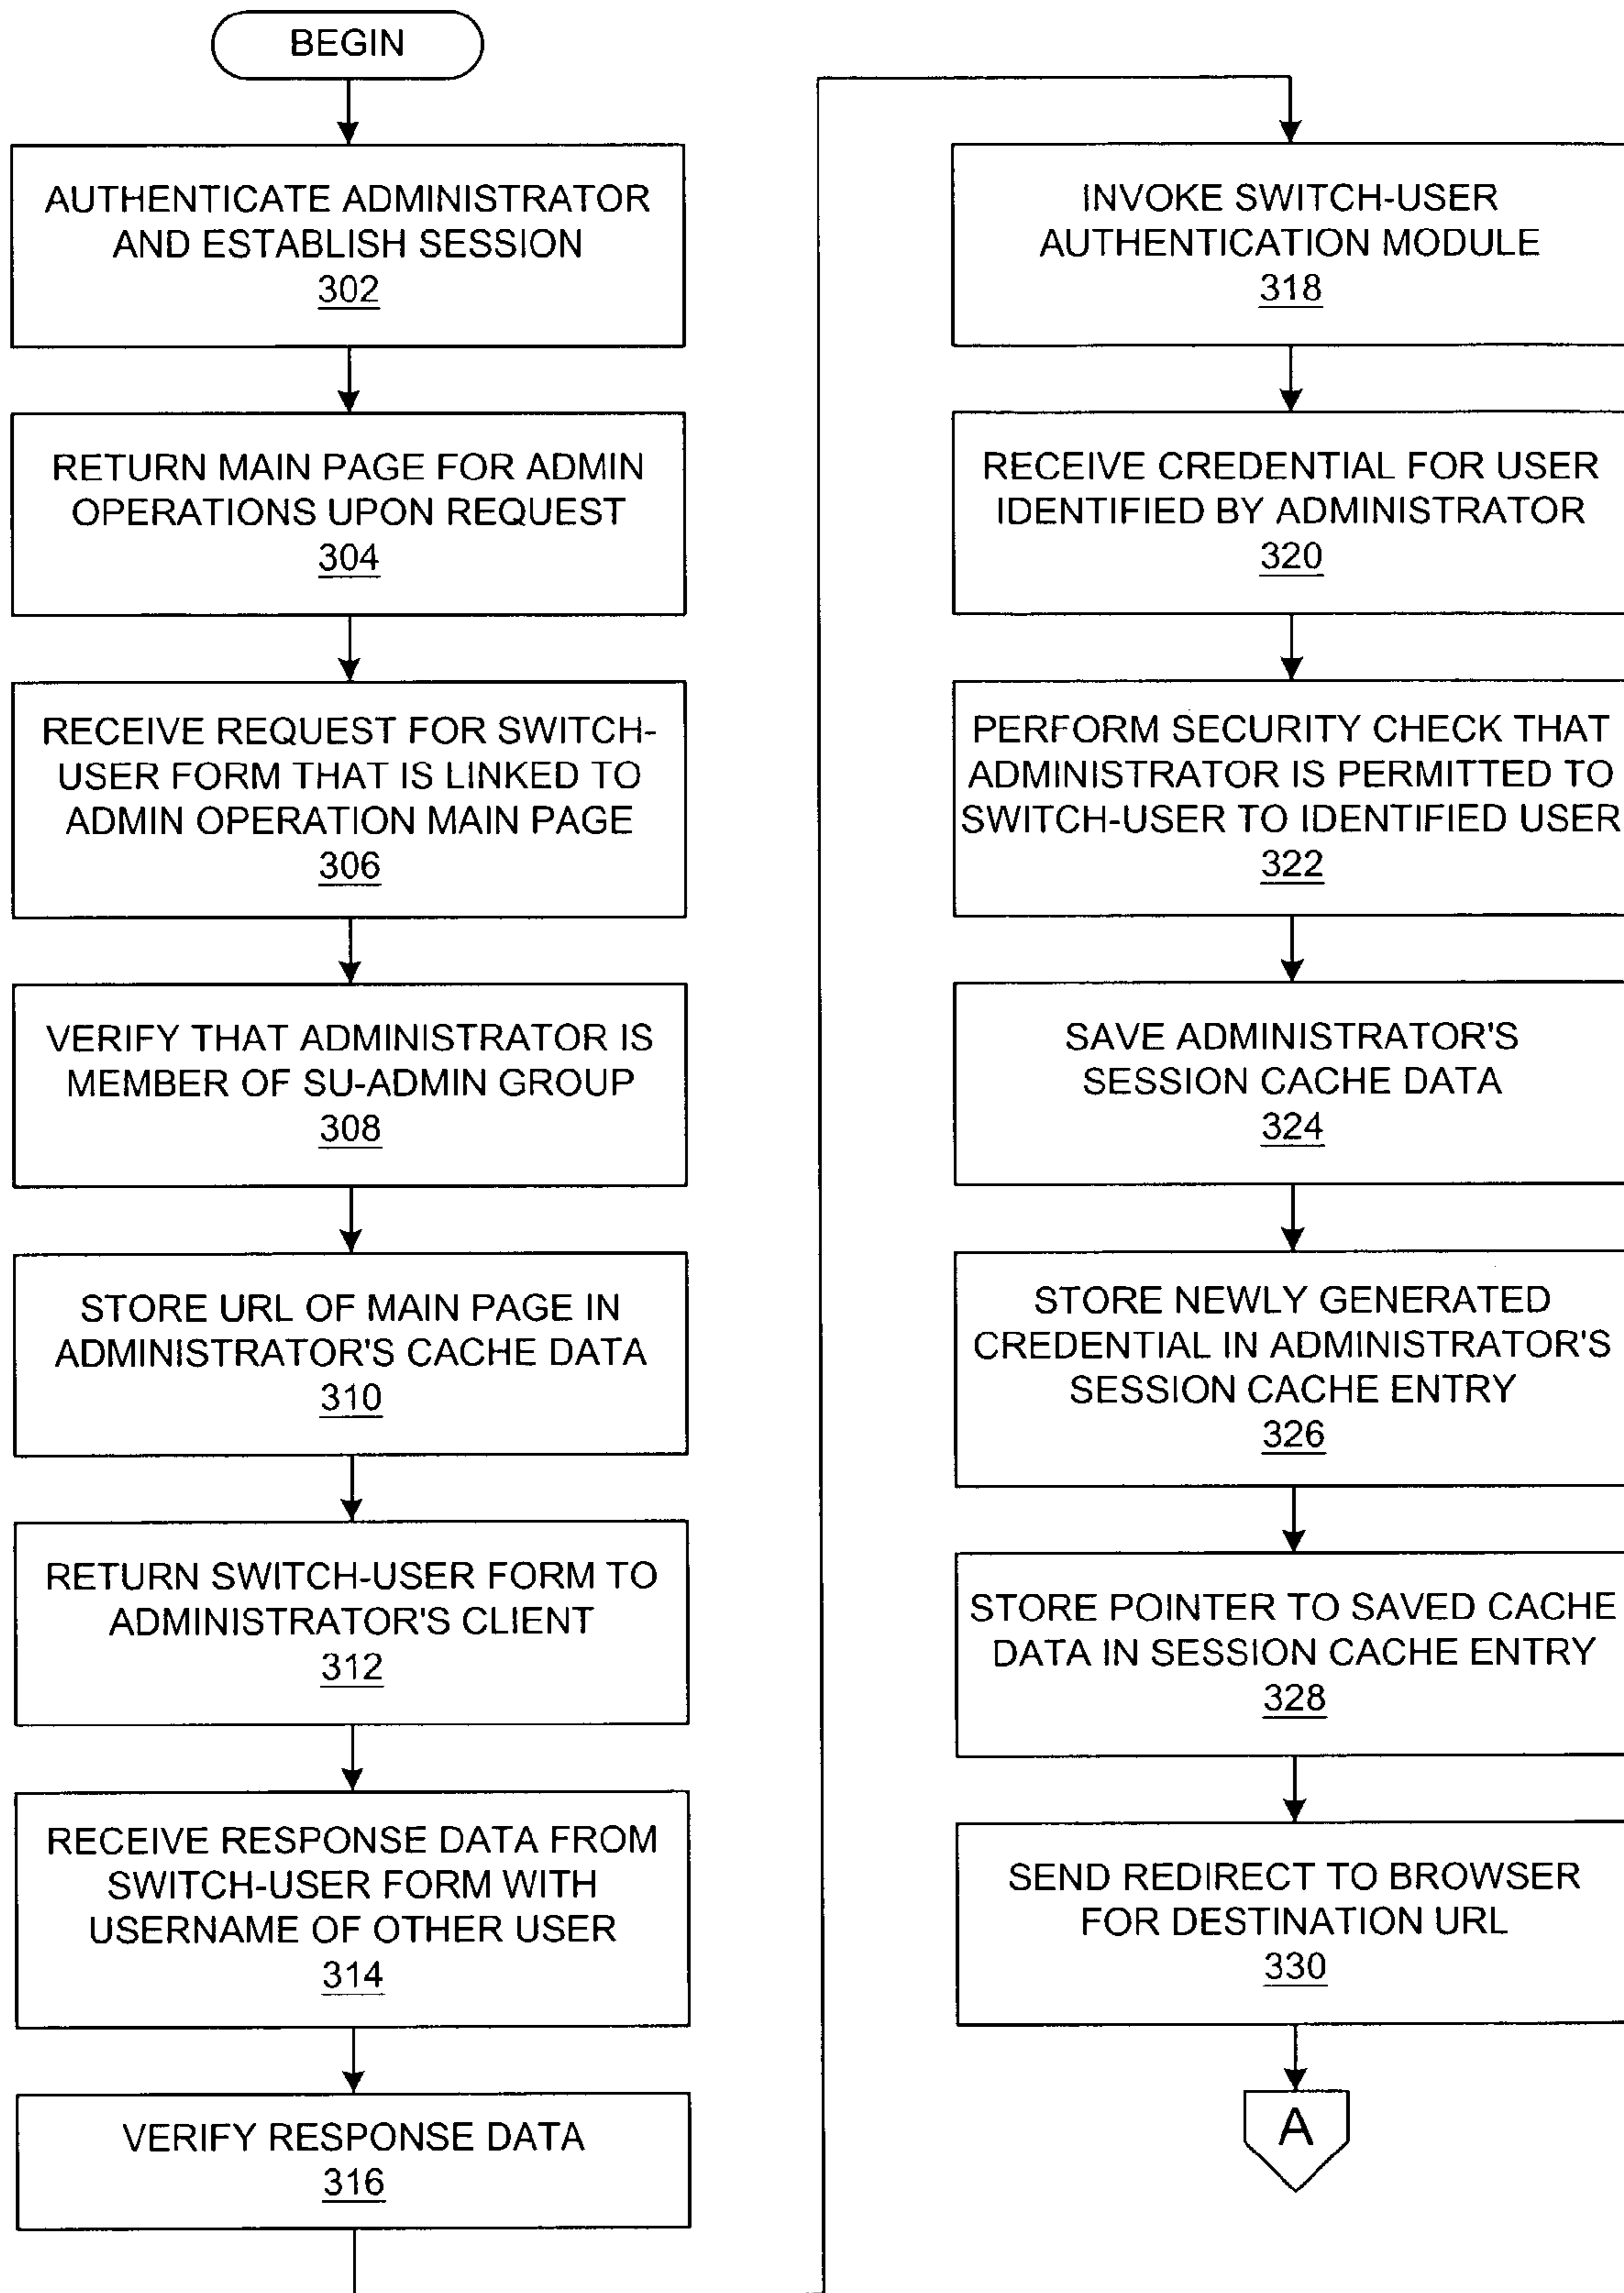 BEGIN
AUTHENTICATE ADMINISTRATOR
AND ESTABLISH SESSION
302
RETURN MAIN PAGE FOR ADMIN
OPERATIONS UPON REQUEST
304
RECEIVE REQUEST FOR SWITCH-
USER FORM THAT IS LINKED TO
ADMIN OPERATION MAIN PAGE
306
VERIFY THAT ADMINISTRATOR IS
MEMBER OF SU-ADMIN GROUP
308
STORE URL OF MAIN PAGE IN
ADMINISTRATOR'S CACHE DATA
310
RETURN SWITCH-USER FORM TO
ADMINISTRATOR'S CLIENT
312
RECEIVE RESPONSE DATA FROM
SWITCH-USER FORM WITH
USERNAME OF OTHER USER
314
VERIFY RESPONSE DATA
316
INVOKE SWITCH-USER
AUTHENTICATION MODULE
318
RECEIVE CREDENTIAL FOR USER
IDENTIFIED BY ADMINISTRATOR
320
PERFORM SECURITY CHECK THAT
ADMINISTRATOR IS PERMITTED TO
SWITCH-USER TO IDENTIFIED USER
322
SAVE ADMINISTRATOR'S
SESSION CACHE DATA
324
STORE NEWLY GENERATED
CREDENTIAL IN ADMINISTRATOR'S
SESSION CACHE ENTRY
326
STORE POINTER TO SAVED CACHE
DATA IN SESSION CACHE ENTRY
328
SEND REDIRECT TO BROWSER
FOR DESTINATION URL
330
A